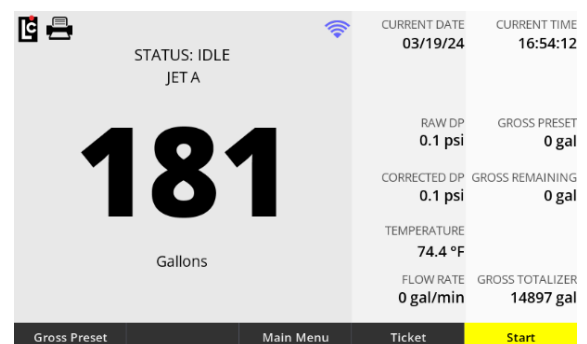 LC
STATUS: IDLE
JET A
181
Gallons
CURRENT DATE
03/19/24
CURRENT TIME
16:54:12
RAW DP
0.1 psi
GROSS PRESET
0 gal
CORRECTED DP
0.1 psi
GROSS REMAINING
0 gal
TEMPERATURE
74.4 °F
FLOW RATE
0 gal/min
GROSS TOTALIZER
14897 gal
Gross Preset
Main Menu
Ticket
Start